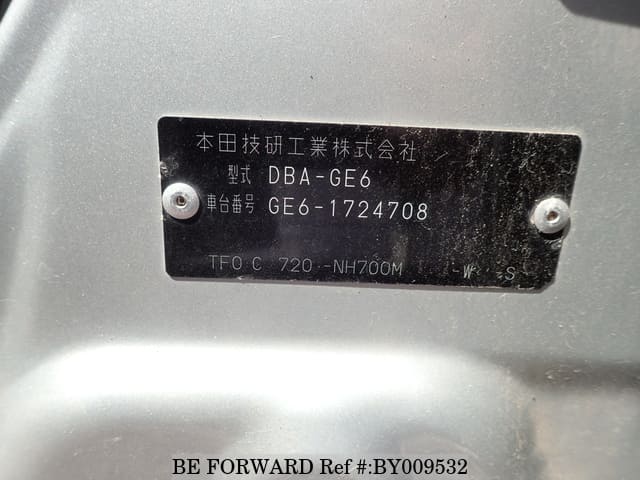 本田技研工業株式会社
型式 DBA-GE6
車台番号 GE6-1724708
TF0 C 720 -NH700M -W -S
BE FORWARD Ref #:BY009532